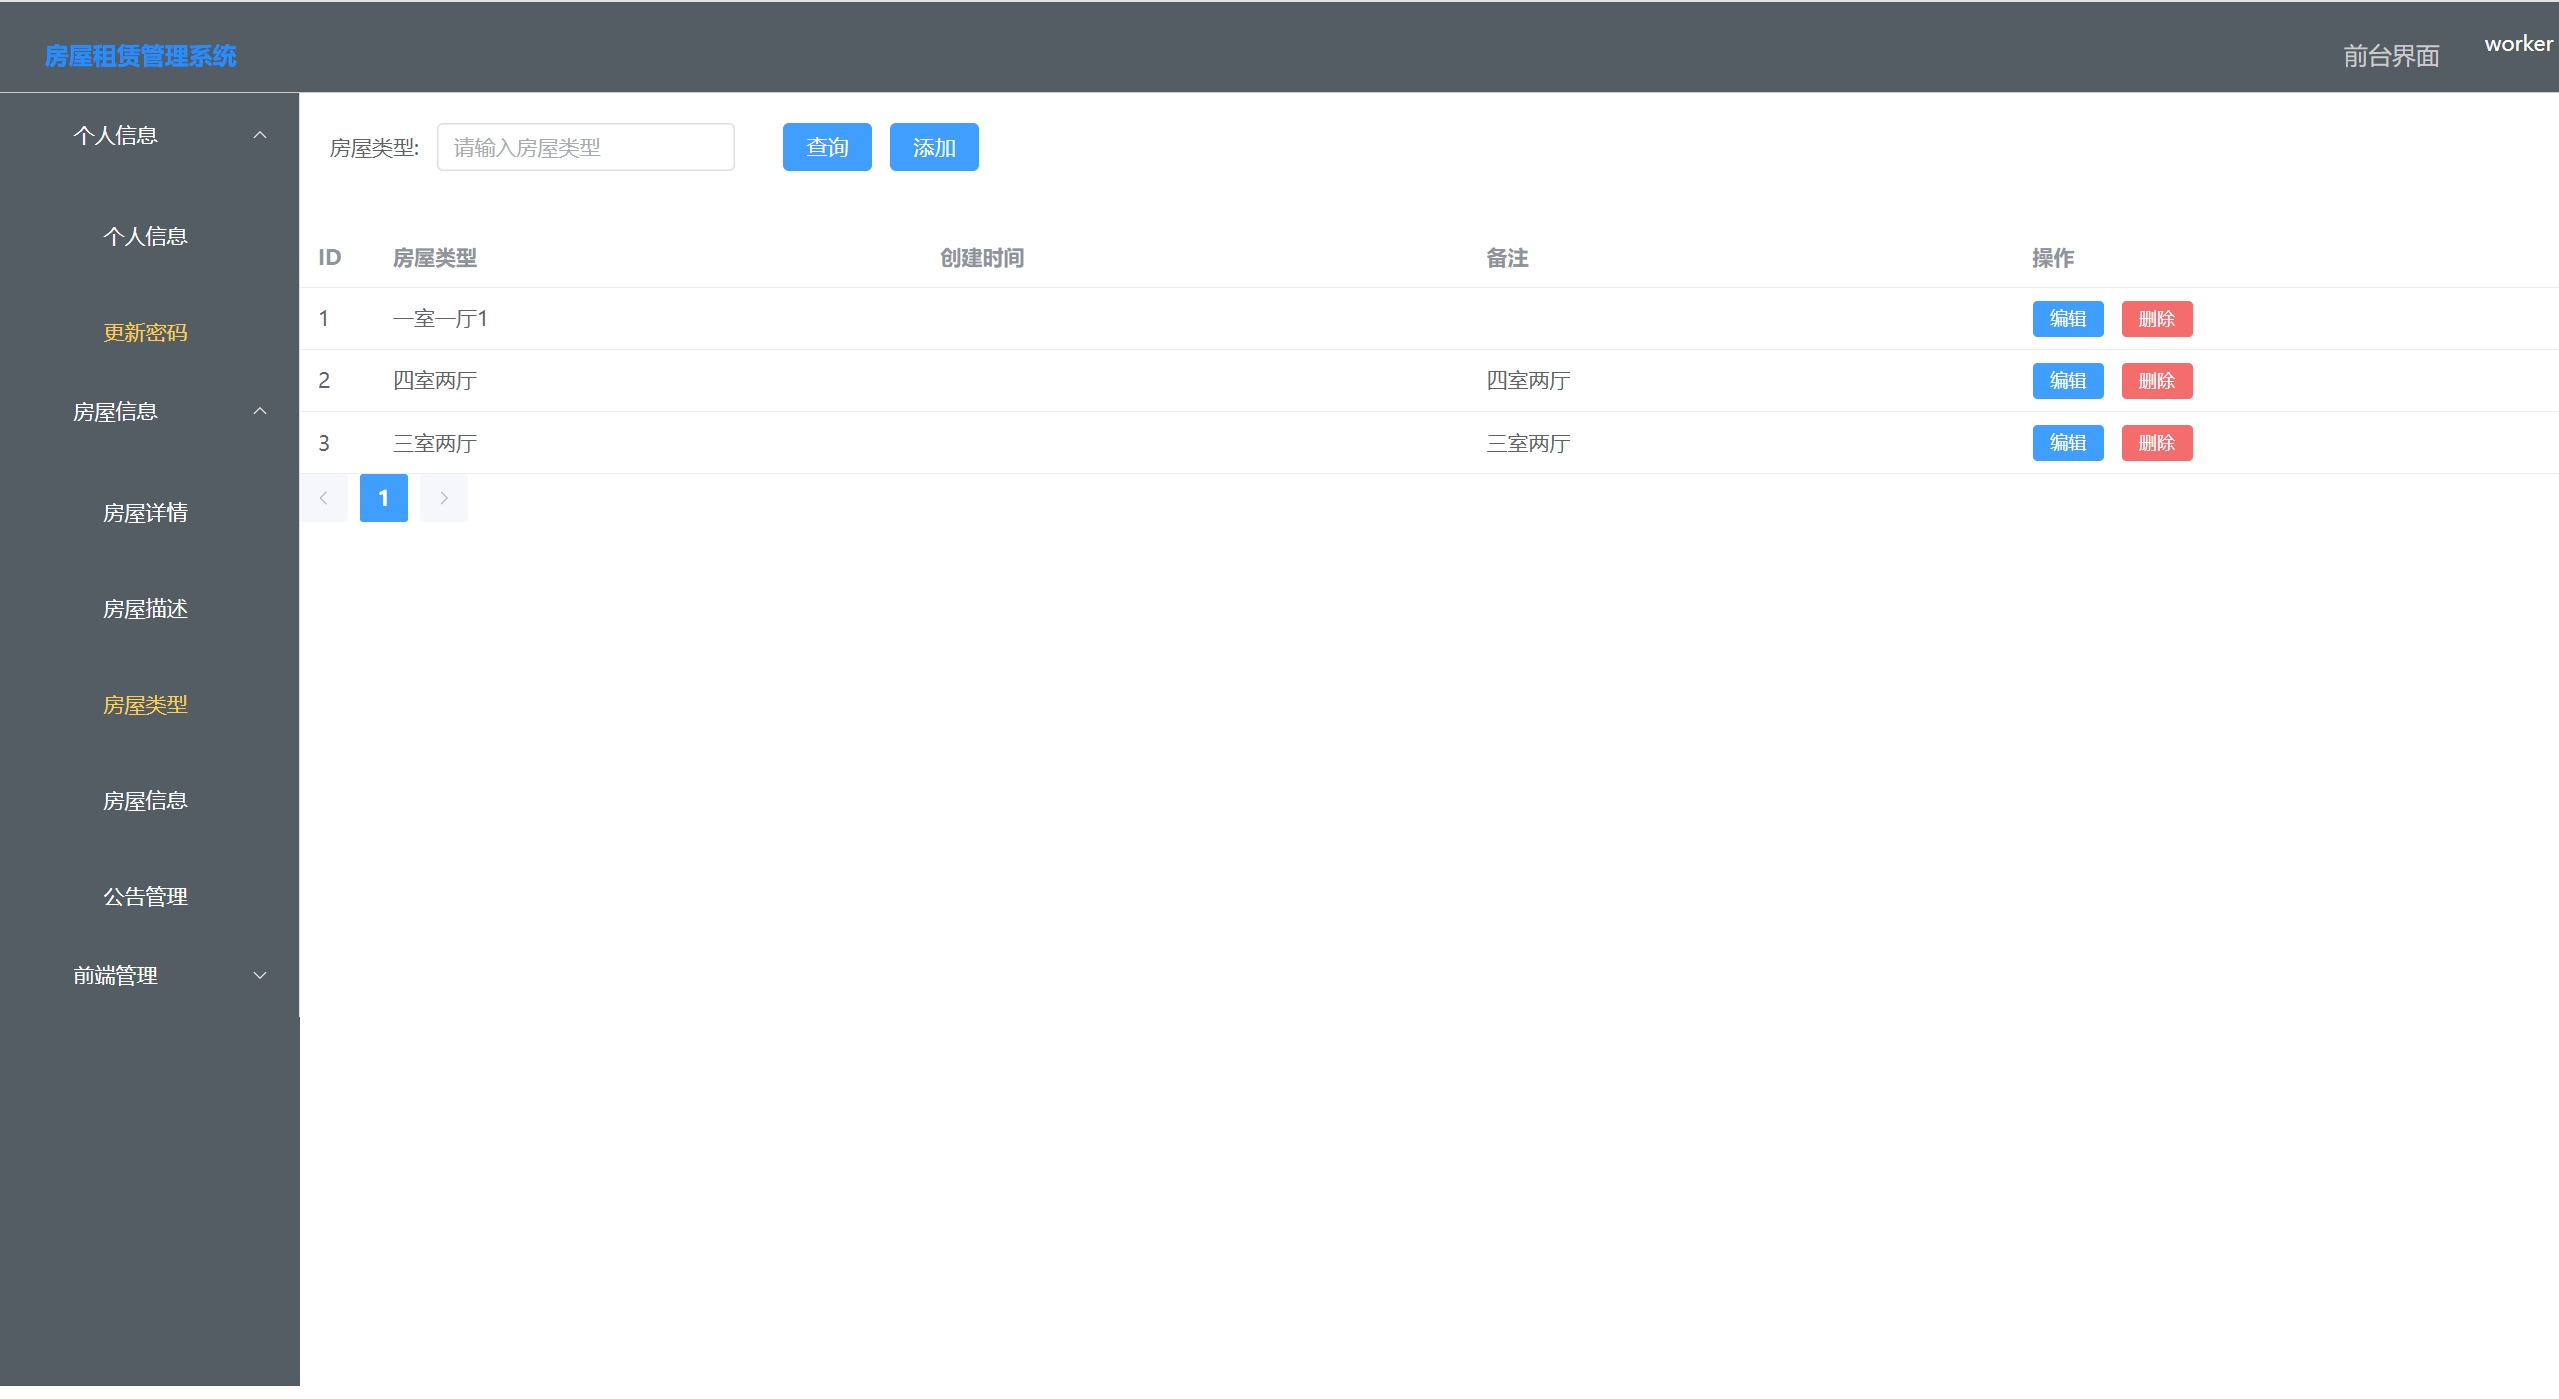 房屋租赁管理系统
前台界面
worker
个人信息
个人信息
更新密码
房屋信息
房屋详情
房屋描述
房屋类型
房屋信息
公告管理
前端管理
房屋类型: 请输入房屋类型 查询 添加
ID 房屋类型 创建时间 备注 操作
1 一室一厅1 编辑 删除
2 四室两厅 四室两厅 编辑 删除
3 三室两厅 三室两厅 编辑 删除
1